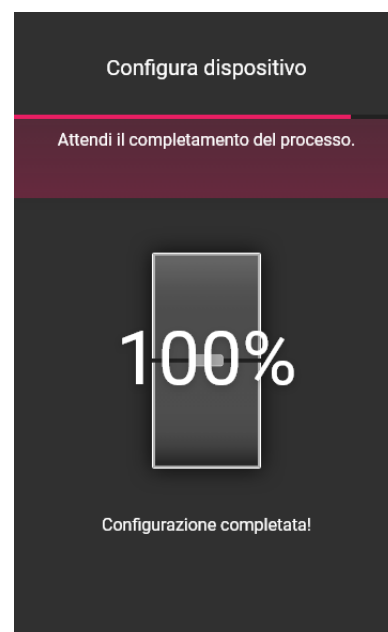 Configura dispositivo
Attendi il completamento del processo.
100%
Configurazione completata!